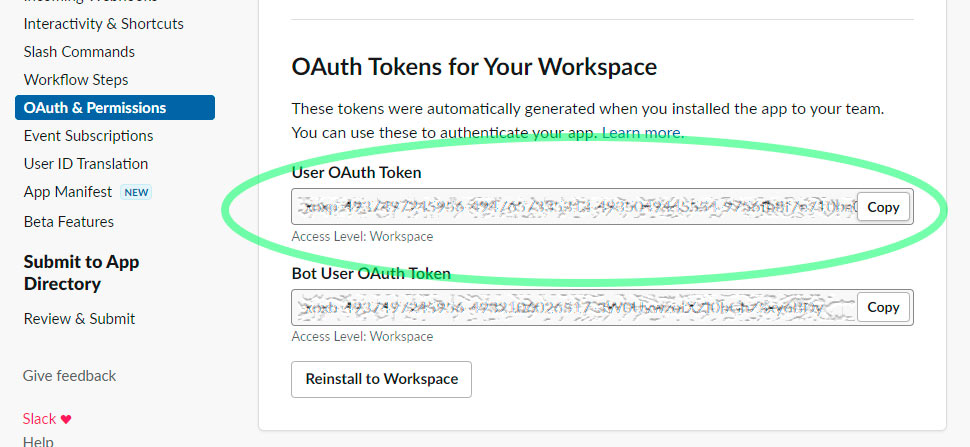 Incoming Webhooks
Interactivity & Shortcuts
Slash Commands
Workflow Steps
OAuth & Permissions
Event Subscriptions
User ID Translation
App Manifest NEW
Beta Features
Submit to App
Directory
Review & Submit
Give feedback
Slack
Help
OAuth Tokens for Your Workspace
These tokens were automatically generated when you installed the app to your team.
You can use these to authenticate your app. Learn more.
User OAuth Token
Copy
Access Level: Workspace
Bot User OAuth Token
Copy
Access Level: Workspace
Reinstall to Workspace